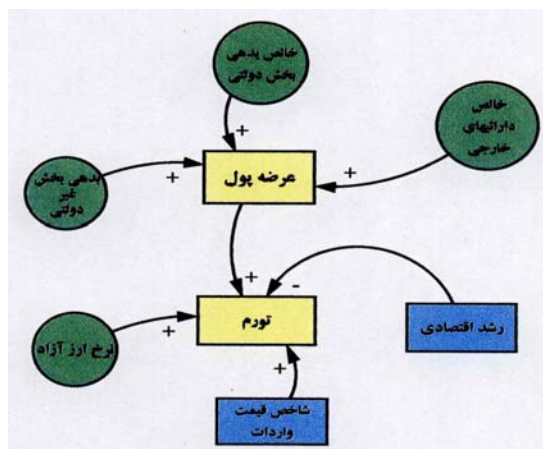 خالص بدهی
بخش دولتی
خالص
دارائیهای
خارجی
+
+
+
عرضه پول
بدهی بخش
غیر
دولتی
+
-
تورم
رشد اقتصادی
نرخ ارز آزاد
+
+
شاخص قیمت
واردات